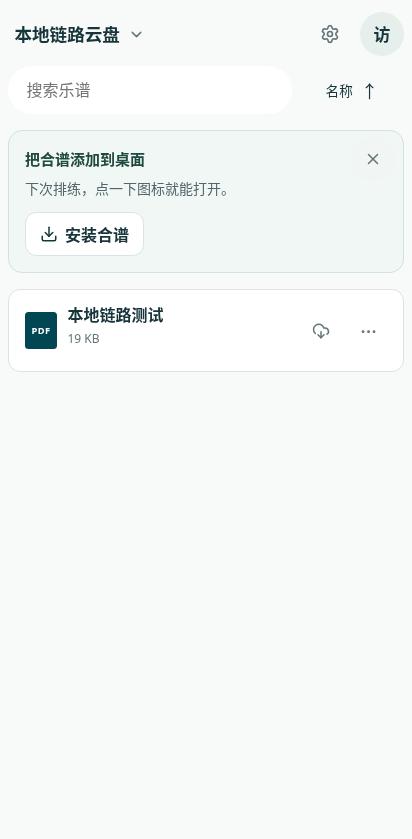 本地链路云盘
访
搜索乐谱
名称
把合谱添加到桌面
下次排练，点一下图标就能打开。
安装合谱
PDF
本地链路测试
19 KB